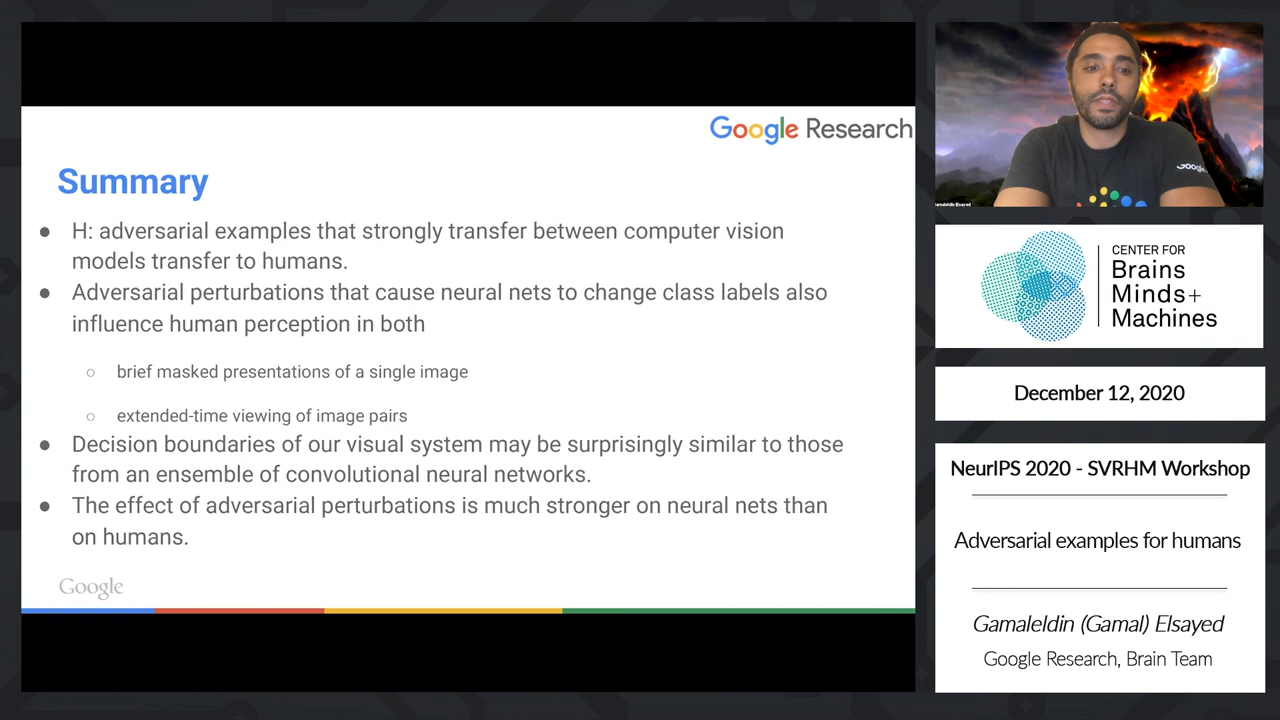 Google Research
Summary
● H: adversarial examples that strongly transfer between computer vision
models transfer to humans.
● Adversarial perturbations that cause neural nets to change class labels also
influence human perception in both
○ brief masked presentations of a single image
○ extended-time viewing of image pairs
● Decision boundaries of our visual system may be surprisingly similar to those
from an ensemble of convolutional neural networks.
● The effect of adversarial perturbations is much stronger on neural nets than
on humans.
Google
Google
Gamaleldin Elsayed
CENTER FOR
Brains
Minds+
Machines
December 12, 2020
NeurIPS 2020 - SVRHM Workshop
Adversarial examples for humans
Gamaleldin (Gamal) Elsayed
Google Research, Brain Team